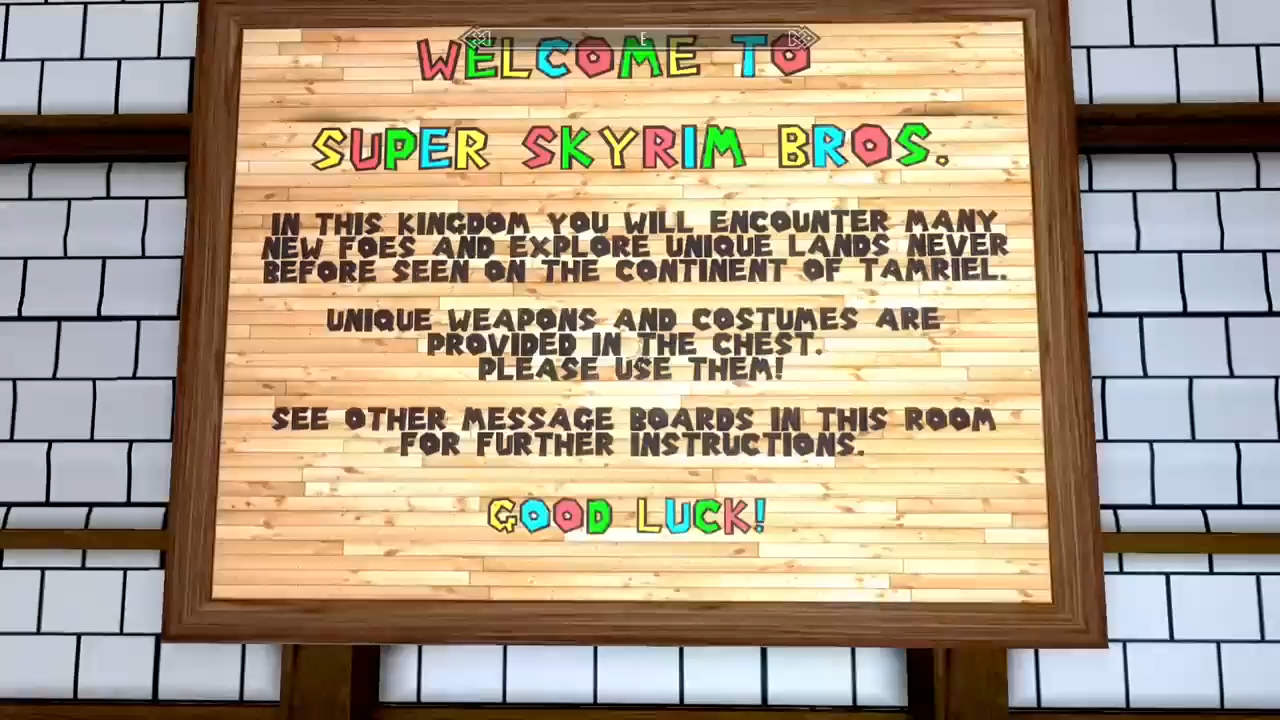 E
WELCOME TO
SUPER SKYRIM BROS.
IN THIS KINGDOM YOU WILL ENCOUNTER MANY
NEW FOES AND EXPLORE UNIQUE LANDS NEVER
BEFORE SEEN ON THE CONTINENT OF TAMRIEL.
UNIQUE WEAPONS AND COSTUMES ARE
PROVIDED IN THE CHEST.
PLEASE USE THEM!
SEE OTHER MESSAGE BOARDS IN THIS ROOM
FOR FURTHER INSTRUCTIONS.
GOOD LUCK!